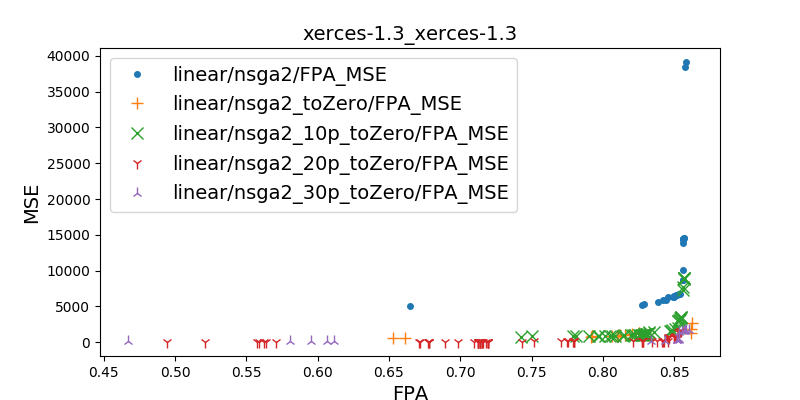 xerces-1.3_xerces-1.3
40000
35000
30000
25000
20000
15000
10000
5000
0
MSE
linear/nsga2/FPA_MSE
linear/nsga2_toZero/FPA_MSE
linear/nsga2_10p_toZero/FPA_MSE
linear/nsga2_20p_toZero/FPA_MSE
linear/nsga2_30p_toZero/FPA_MSE
0.45 0.50 0.55 0.60 0.65 0.70 0.75 0.80 0.85
FPA